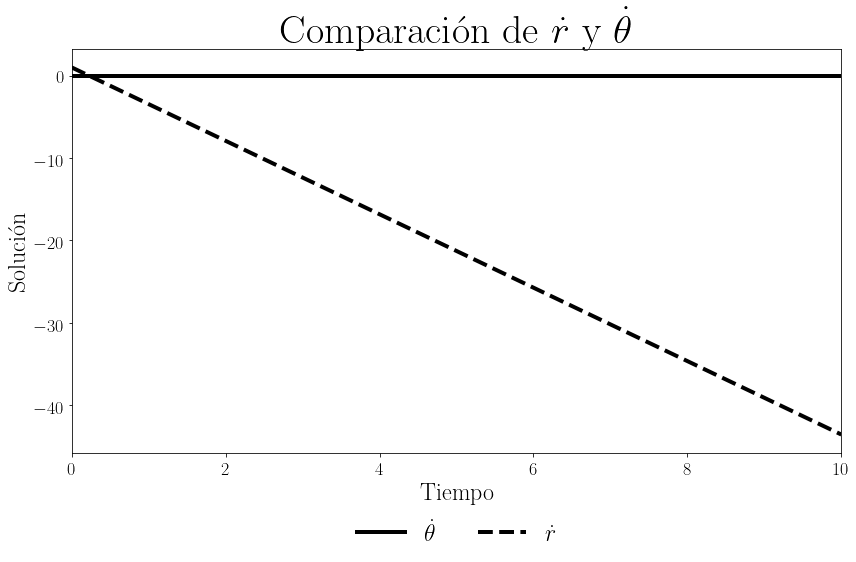 Comparación de ṙ y θ̇
Solución
0
−10
−20
−30
−40
0 2 4 6 8 10
Tiempo
θ̇ ṙ